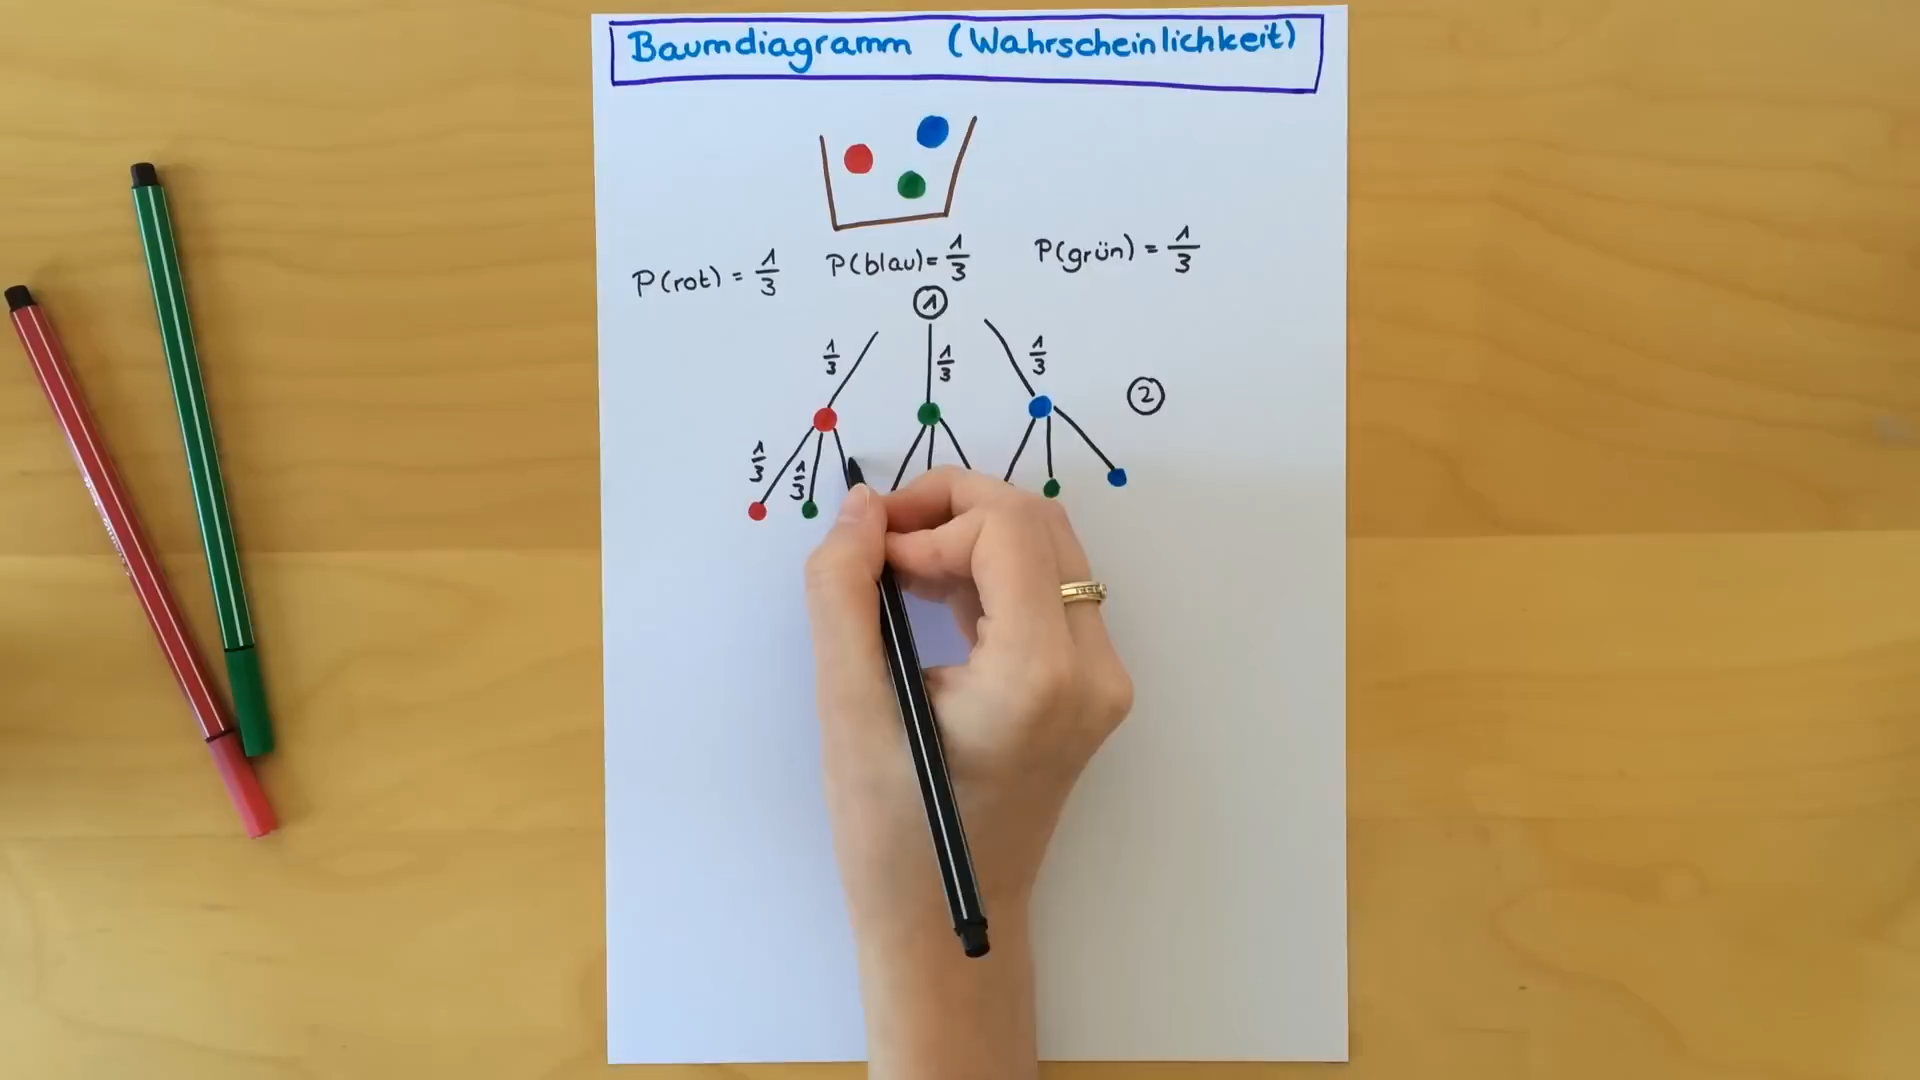 Baumdiagramm (Wahrscheinlichkeit)
P(rot) = 1/3 P(blau) = 1/3 P(grün) = 1/3
1
1/3 1/3 1/3
2
1/3 1/3